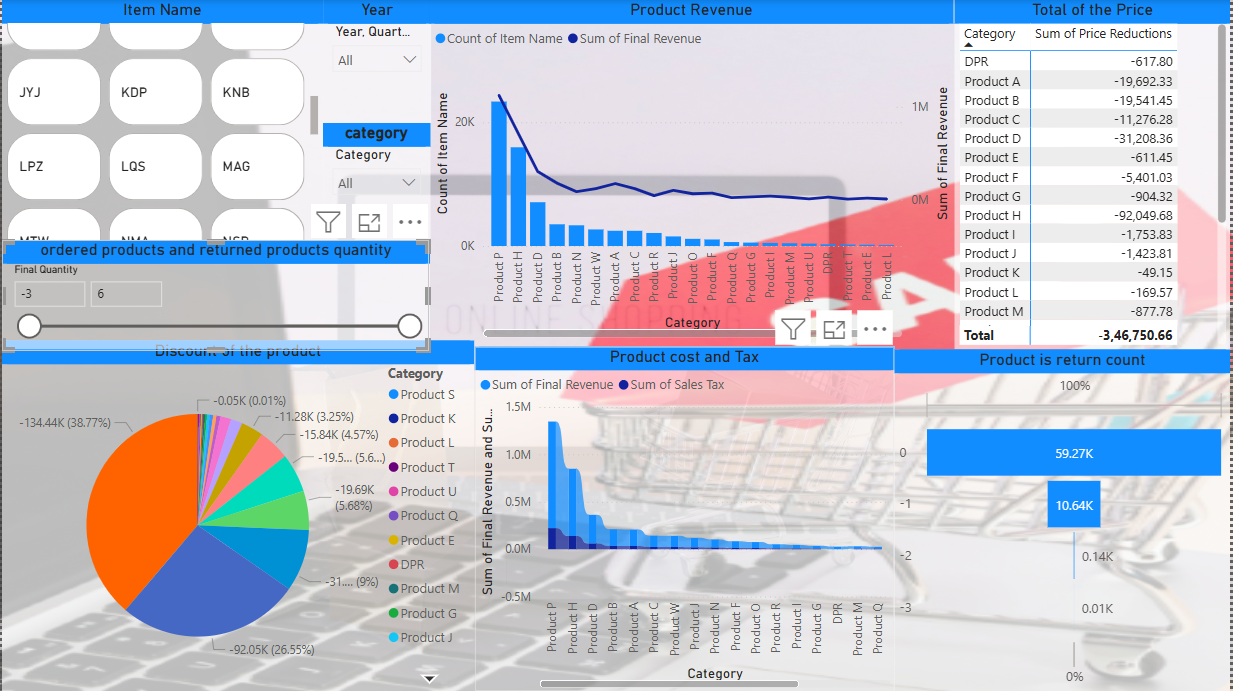 Item Name
JYJ
KDP
KNB
LPZ
LQS
MAG
Year
Year, Quart...
All
category
Category
All
ordered products and returned products quantity
Final Quantity
-3
6
Product Revenue
Count of Item Name
Sum of Final Revenue
Count of Item Name
20K
0K
1M
0M
Sum of Final Revenue
Product P
Product H
Product D
Product B
Product N
Product W
Product A
Product C
Product R
Product J
Product O
Product F
Product Q
Product G
Product I
Product M
Product U
DPR
Product T
Product E
Product L
Category
ONLINE SHOPPING
Total of the Price
Category Sum of Price Reductions
DPR -617.80
Product A -19,692.33
Product B -19,541.45
Product C -11,276.28
Product D -31,208.36
Product E -611.45
Product F -5,401.03
Product G -904.32
Product H -92,049.68
Product I -1,753.83
Product J -1,423.81
Product K -49.15
Product L -169.57
Product M -877.78
Total -3,46,750.66
Discount of the product
-134.44K (38.77%)
-0.05K (0.01%)
-11.28K (3.25%)
-15.84K (4.57%)
-19.5... (5.6...)
-19.69K
(5.68%)
-31.... (9%)
-92.05K (26.55%)
Category
Product S
Product K
Product L
Product T
Product U
Product Q
Product E
DPR
Product M
Product G
Product J
Product cost and Tax
Sum of Final Revenue
Sum of Sales Tax
Sum of Final Revenue and Su...
1.5M
1.0M
0.5M
0.0M
-0.5M
Product P
Product H
Product D
Product B
Product A
Product C
Product W
Product J
Product N
Product F
Product O
Product R
Product I
Product G
DPR
Product M
Product Q
Category
Product is return count
100%
0
59.27K
-1
10.64K
-2
0.14K
-3
0.01K
0%